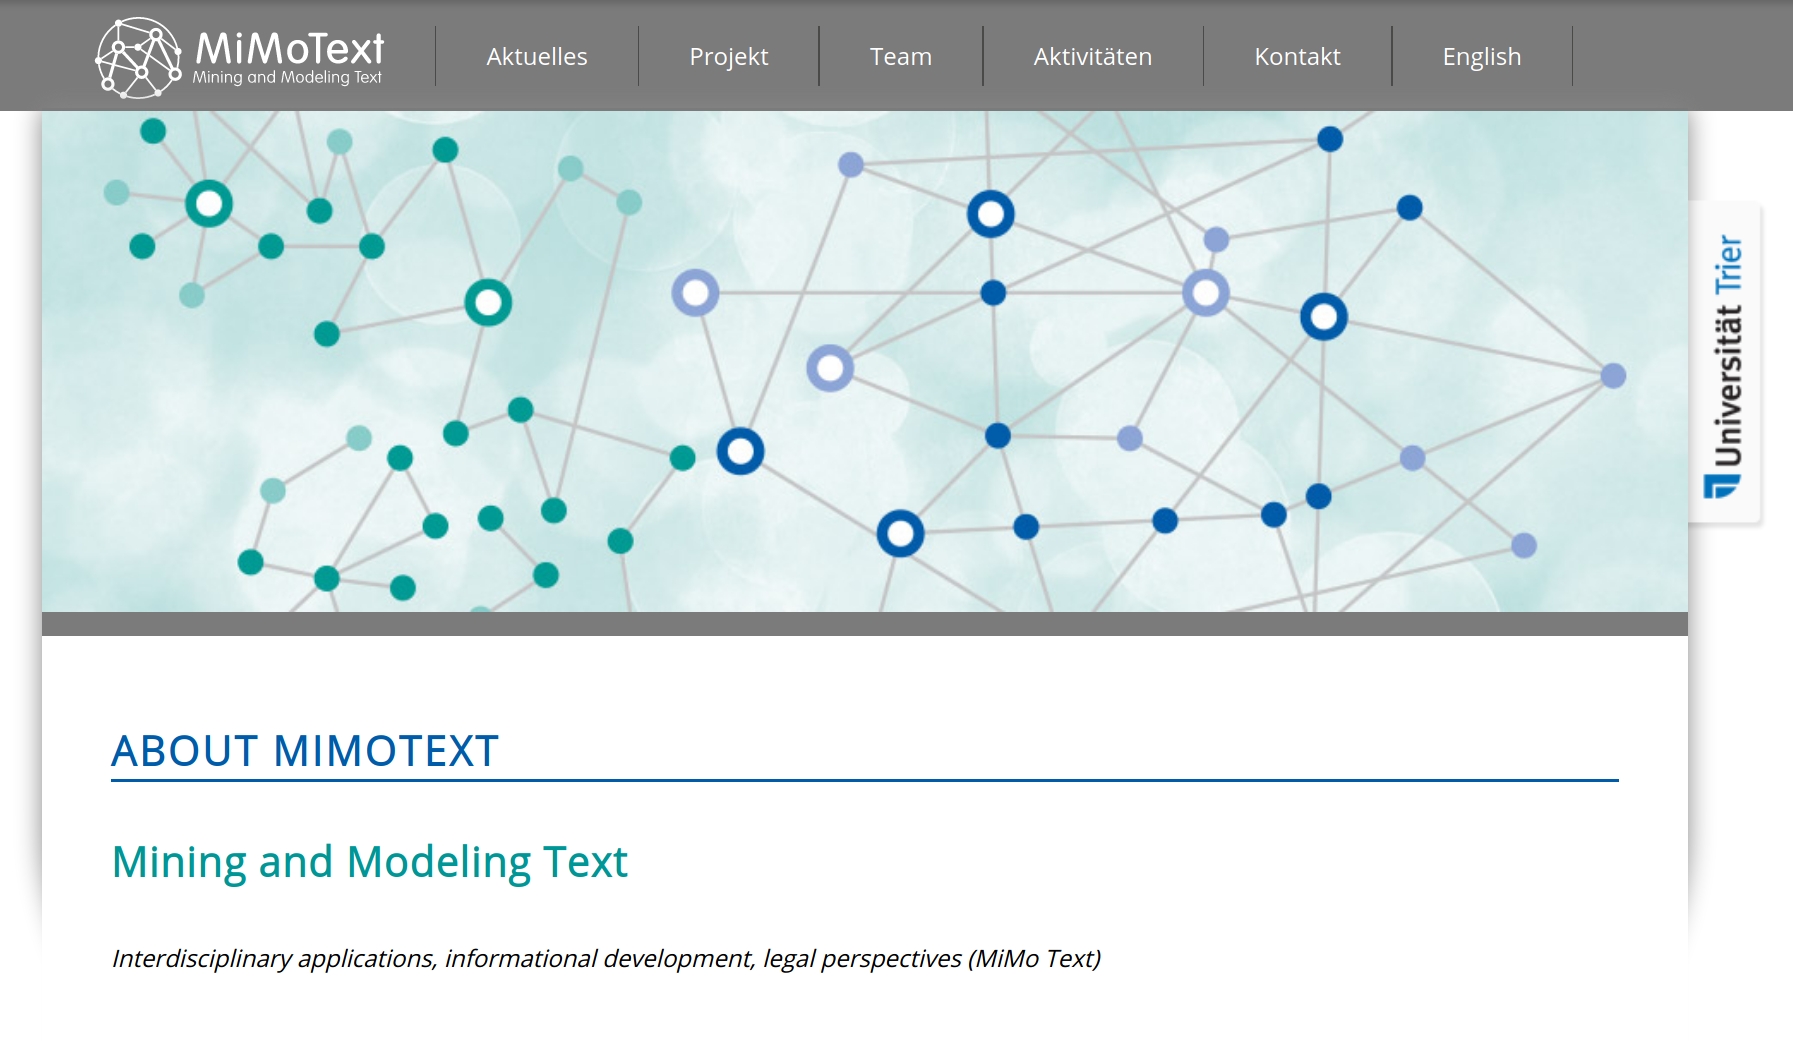 MiMoText
Mining and Modeling Text
Aktuelles
Projekt
Team
Aktivitäten
Kontakt
English
Universität Trier
ABOUT MIMOTEXT
Mining and Modeling Text
Interdisciplinary applications, informational development, legal perspectives (MiMo Text)